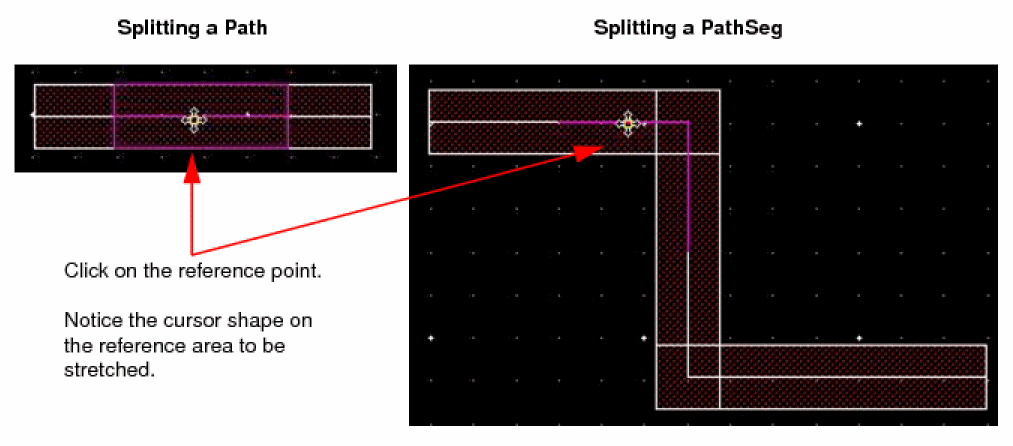 Splitting a Path
Splitting a PathSeg
Click on the reference point.
Notice the cursor shape on
the reference area to be
stretched.